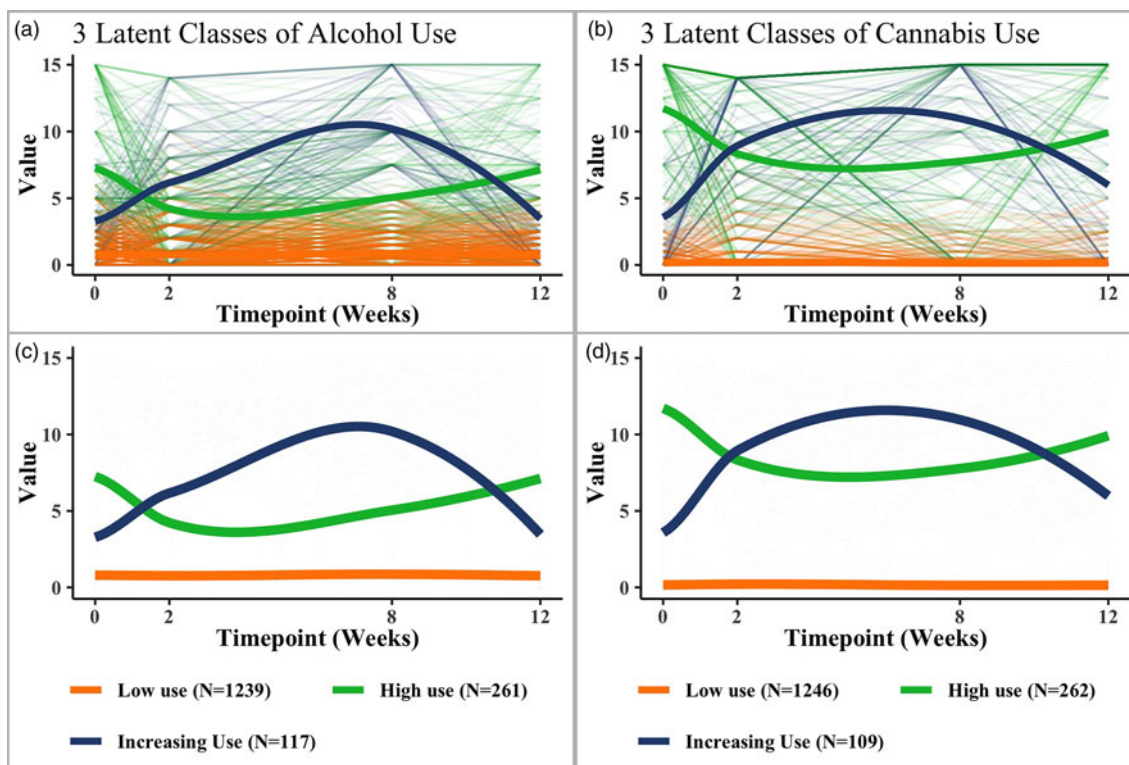 (a) 3 Latent Classes of Alcohol Use
15
10
5
0
Value
0 2 8 12
Timepoint (Weeks)
(b) 3 Latent Classes of Cannabis Use
15
10
5
0
Value
0 2 8 12
Timepoint (Weeks)
(c)
15
10
5
0
Value
0 2 8 12
Timepoint (Weeks)
Low use (N=1239) High use (N=261)
Increasing Use (N=117)
(d)
15
10
5
0
Value
0 2 8 12
Timepoint (Weeks)
Low use (N=1246) High use (N=262)
Increasing Use (N=109)